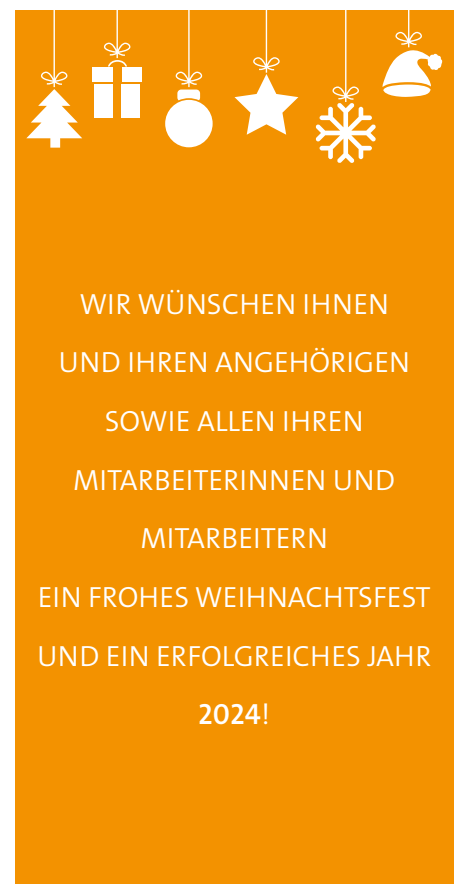 WIR WÜNSCHEN IHNEN
UND IHREN ANGEHÖRIGEN
SOWIE ALLEN IHREN
MITARBEITERINNEN UND
MITARBEITERN
EIN FROHES WEIHNACHTSFEST
UND EIN ERFOLGREICHES JAHR
2024!